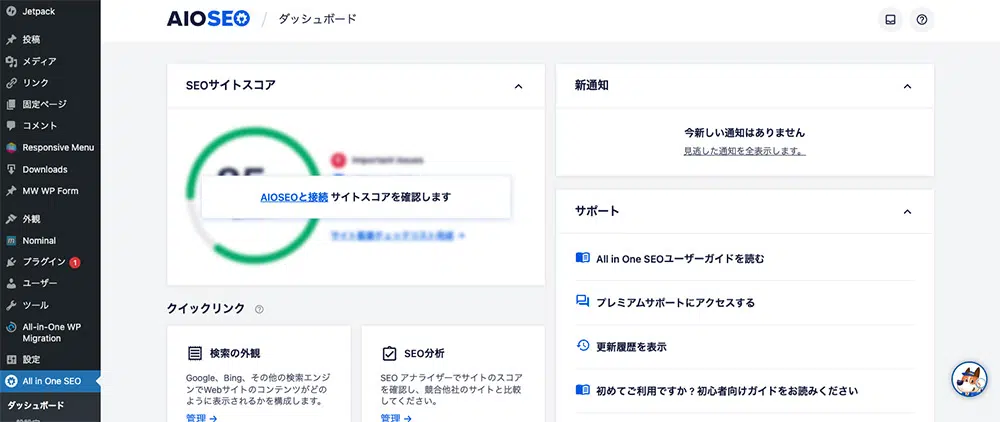 Jetpack
投稿
メディア
リンク
固定ページ
コメント
Responsive Menu
Downloads
MW WP Form
外観
Nominal
プラグイン 1
ユーザー
ツール
All-in-One WP
Migration
設定
All in One SEO
ダッシュボード
AIOSEO / ダッシュボード
SEOサイトスコア
Important Issues
AIOSEOと接続 サイトスコアを確認します
クイックリンク
検索の外観
Google、Bing、その他の検索エンジ
ンでWebサイトのコンテンツがどの
ように表示されるかを構成します。
管理 →
SEO分析
SEO アナライザーでサイトのスコア
を確認し、競合他社のサイトと比較
してください。
管理 →
新通知
今新しい通知はありません
見逃した通知を全表示します。
サポート
All in One SEOユーザーガイドを読む
プレミアムサポートにアクセスする
更新履歴を表示
初めてご利用ですか？初心者向けガイドをお読みください